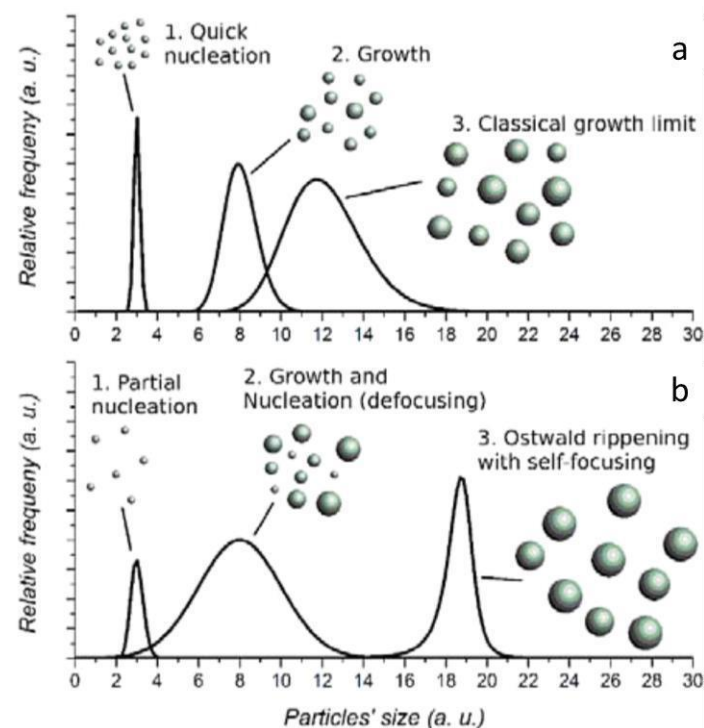 1. Quick
nucleation
2. Growth
a
3. Classical growth limit
Relative frequeny (a. u.)
0 2 4 6 8 10 12 14 16 18 20 22 24 26 28 30
1. Partial
nucleation
2. Growth and
Nucleation (defocusing)
b
3. Ostwald rippening
with self-focusing
Relative frequeny (a. u.)
0 2 4 6 8 10 12 14 16 18 20 22 24 26 28 30
Particles' size (a. u.)